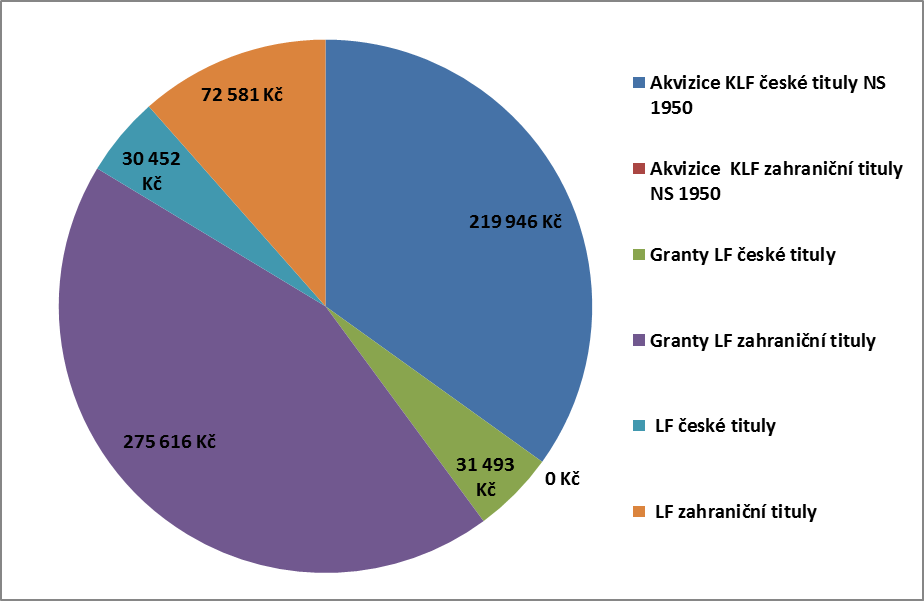 72 581 Kč
30 452
Kč
219 946 Kč
275 616 Kč
31 493
Kč
0 Kč
Akvizice KLF české tituly NS
1950
Akvizice  KLF zahraniční tituly
NS 1950
Granty LF české tituly
Granty LF zahraniční tituly
LF české tituly
LF zahraniční tituly